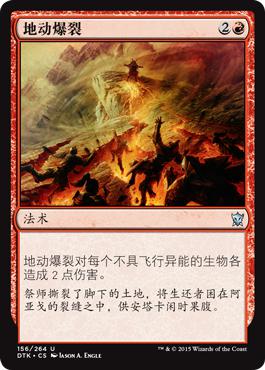 地动爆裂 2
法术
地动爆裂对每个不具飞行异能的生物各
造成2点伤害。
祭师撕裂了脚下的土地，将生还者困在阿
亚戈的裂缝之中，供安塔卡闲时果腹。
156/264 U
DTK • CS JASON A. ENGLE
™ & © 2015 Wizards of the Coast